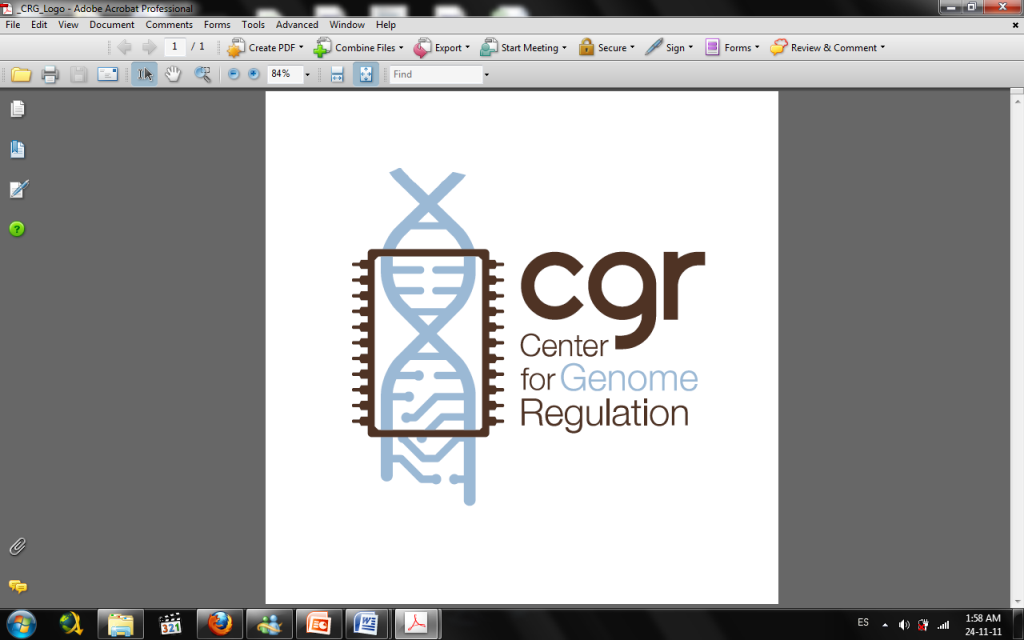 _CRG_Logo - Adobe Acrobat Professional
File Edit View Document Comments Forms Tools Advanced Window Help
1 / 1 Create PDF Combine Files Export Start Meeting Secure Sign Forms Review & Comment
84% Find
cgr
Center
for Genome
Regulation
321
ES 1:58 AM
24-11-11